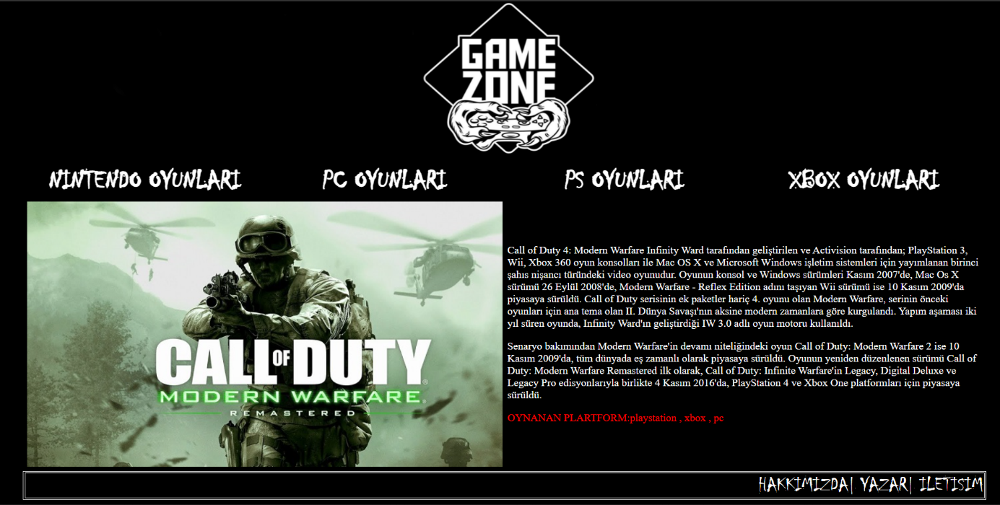 GAME
ZONE
NINTENDO OYUNLARI PC OYUNLARI PS OYUNLARI XBOX OYUNLARI
CALL OF DUTY®
MODERN WARFARE®
REMASTERED
Call of Duty 4: Modern Warfare Infinity Ward tarafından geliştirilen ve Activision tarafından; PlayStation 3,
Wii, Xbox 360 oyun konsolları ile Mac OS X ve Microsoft Windows işletim sistemleri için yayımlanan birinci
şahıs nişancı türündeki video oyunudur. Oyunun konsol ve Windows sürümleri Kasım 2007'de, Mac Os X
sürümü 26 Eylül 2008'de, Modern Warfare - Reflex Edition adını taşıyan Wii sürümü ise 10 Kasım 2009'da
piyasaya sürüldü. Call of Duty serisinin ek paketler hariç 4. oyunu olan Modern Warfare, serinin önceki
oyunları için ana tema olan II. Dünya Savaşı'nın aksine modern zamanlara göre kurgulandı. Yapım aşaması iki
yıl süren oyunda, Infinity Ward'ın geliştirdiği IW 3.0 adlı oyun motoru kullanıldı.
Senaryo bakımından Modern Warfare'in devamı niteliğindeki oyun Call of Duty: Modern Warfare 2 ise 10
Kasım 2009'da, tüm dünyada eş zamanlı olarak piyasaya sürüldü. Oyunun yeniden düzenlenen sürümü Call of
Duty: Modern Warfare Remastered ilk olarak, Call of Duty: Infinite Warfare'in Legacy, Digital Deluxe ve
Legacy Pro edisyonlarıyla birlikte 4 Kasım 2016'da, PlayStation 4 ve Xbox One platformları için piyasaya
sürüldü.
OYNANAN PLARTFORM:playstation , xbox , pc
HAKKIMIZDA| YAZAR| ILETISIM